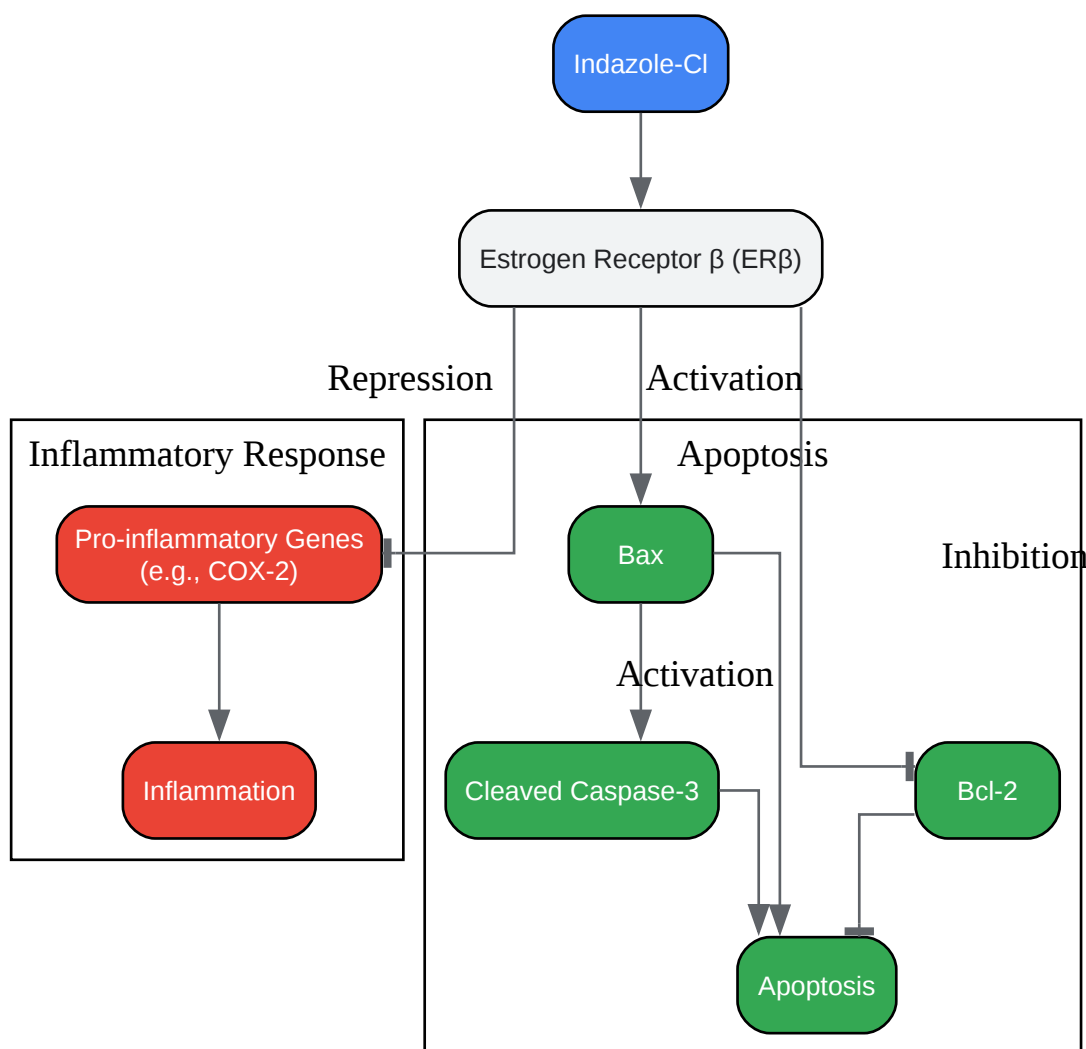 Indazole-Cl
Estrogen Receptor β (ERβ)
Repression
Activation
Inflammatory Response
Apoptosis
Pro-inflammatory Genes
(e.g., COX-2)
Bax
Inhibition
Activation
Inflammation
Cleaved Caspase-3
Bcl-2
Apoptosis